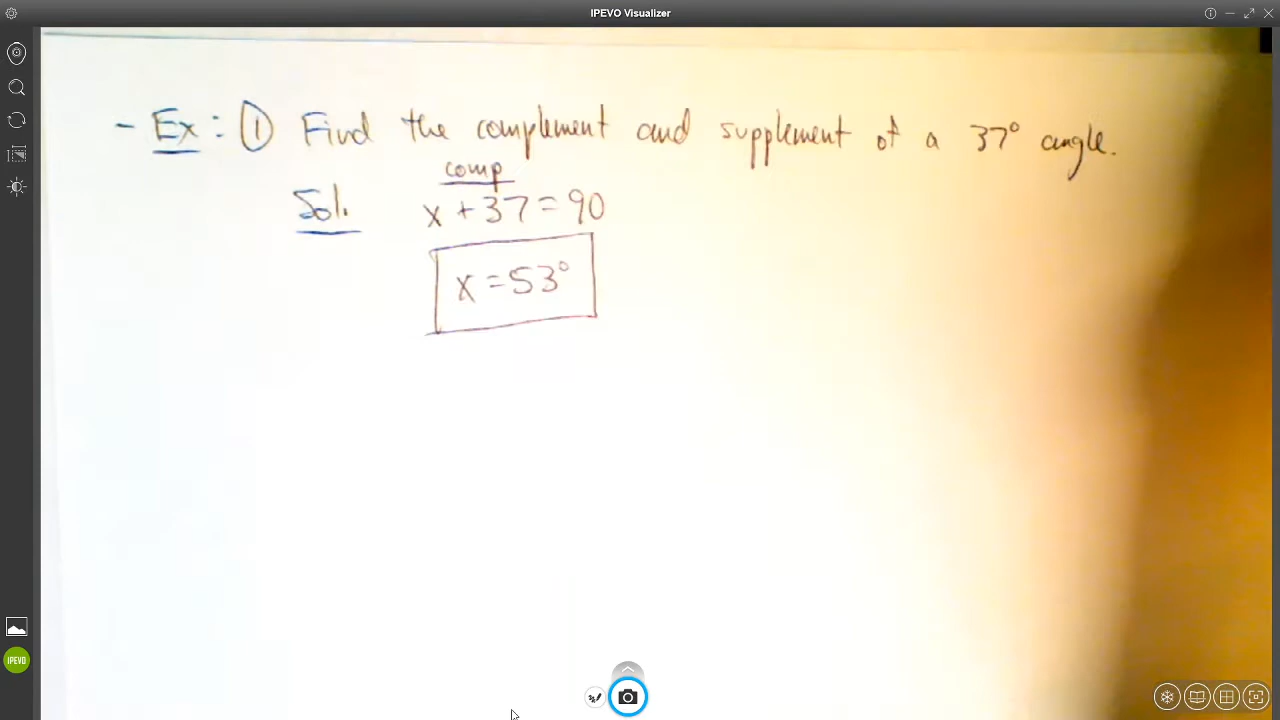 IPEVO Visualizer
- Ex: ① Find the complement and supplement of a 37° angle.
comp
Sol. x + 37 = 90
x = 53°
IPEVO